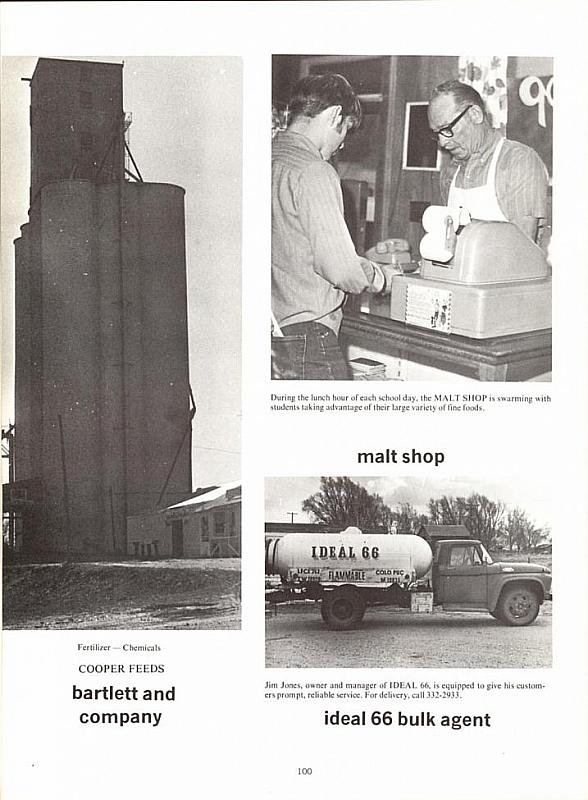 Fertilizer — Chemicals
COOPER FEEDS
bartlett and
company
During the lunch hour of each school day, the MALT SHOP is swarming with
students taking advantage of their large variety of fine foods.
malt shop
IDEAL 66
FLAMMABLE
Jim Jones, owner and manager of IDEAL 66, is equipped to give his custom-
ers prompt, reliable service. For delivery, call 332-2933.
ideal 66 bulk agent
100